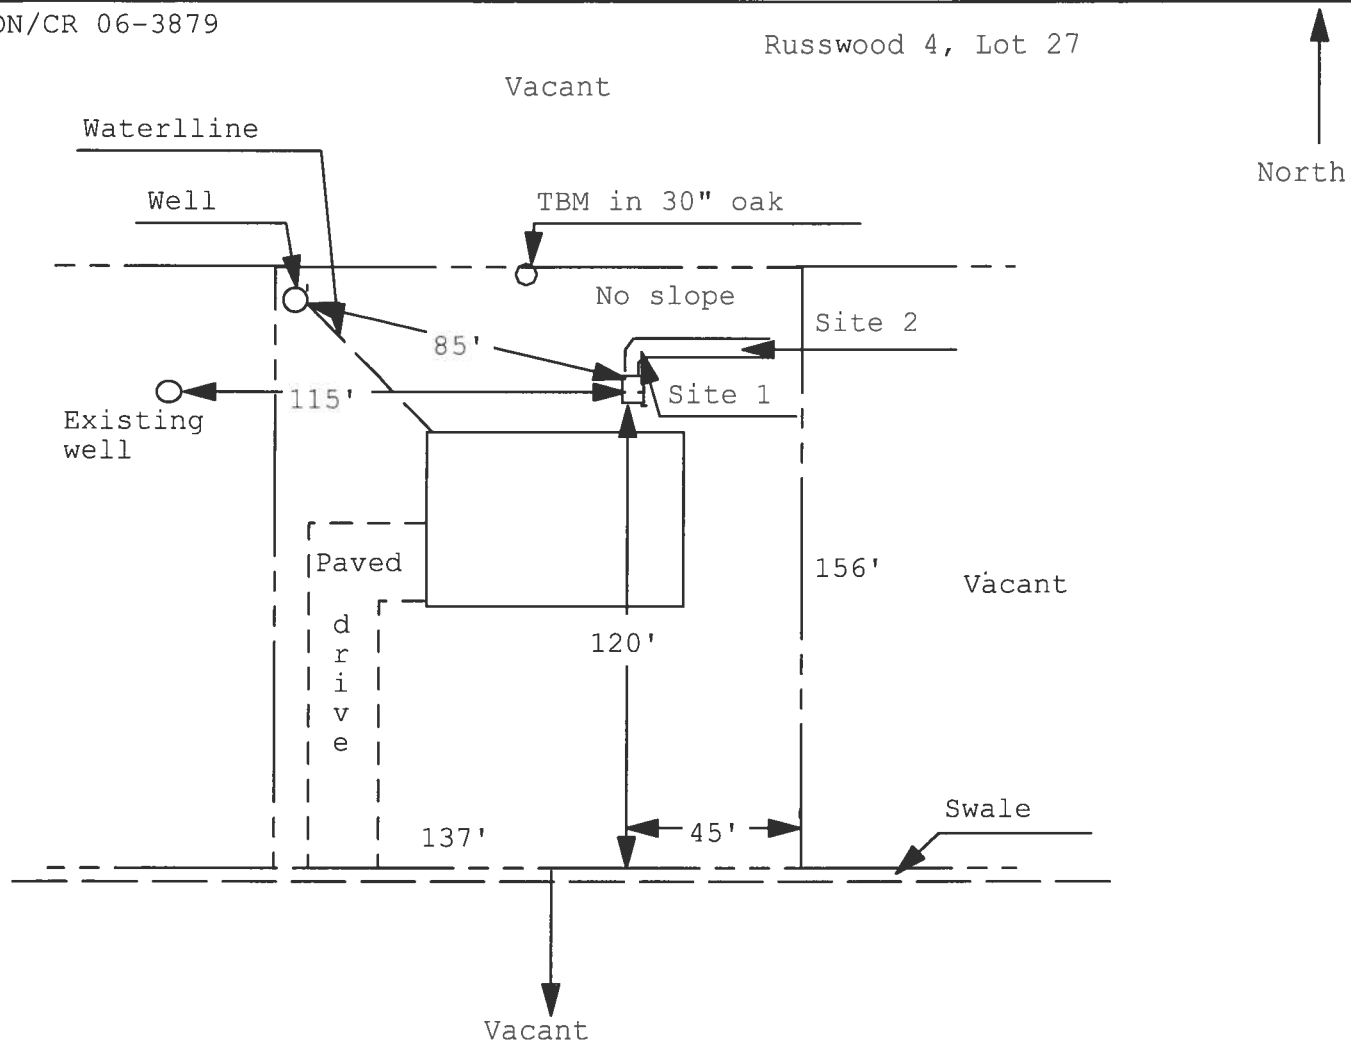 ON/CR 06-3879
Russwood 4, Lot 27
Vacant
Waterlline
North
Well
TBM in 30" oak
No slope
Site 2
85'
115'
Site 1
Existing
well
Paved
drive
156'
Vacant
120'
Swale
137'
45'
Vacant